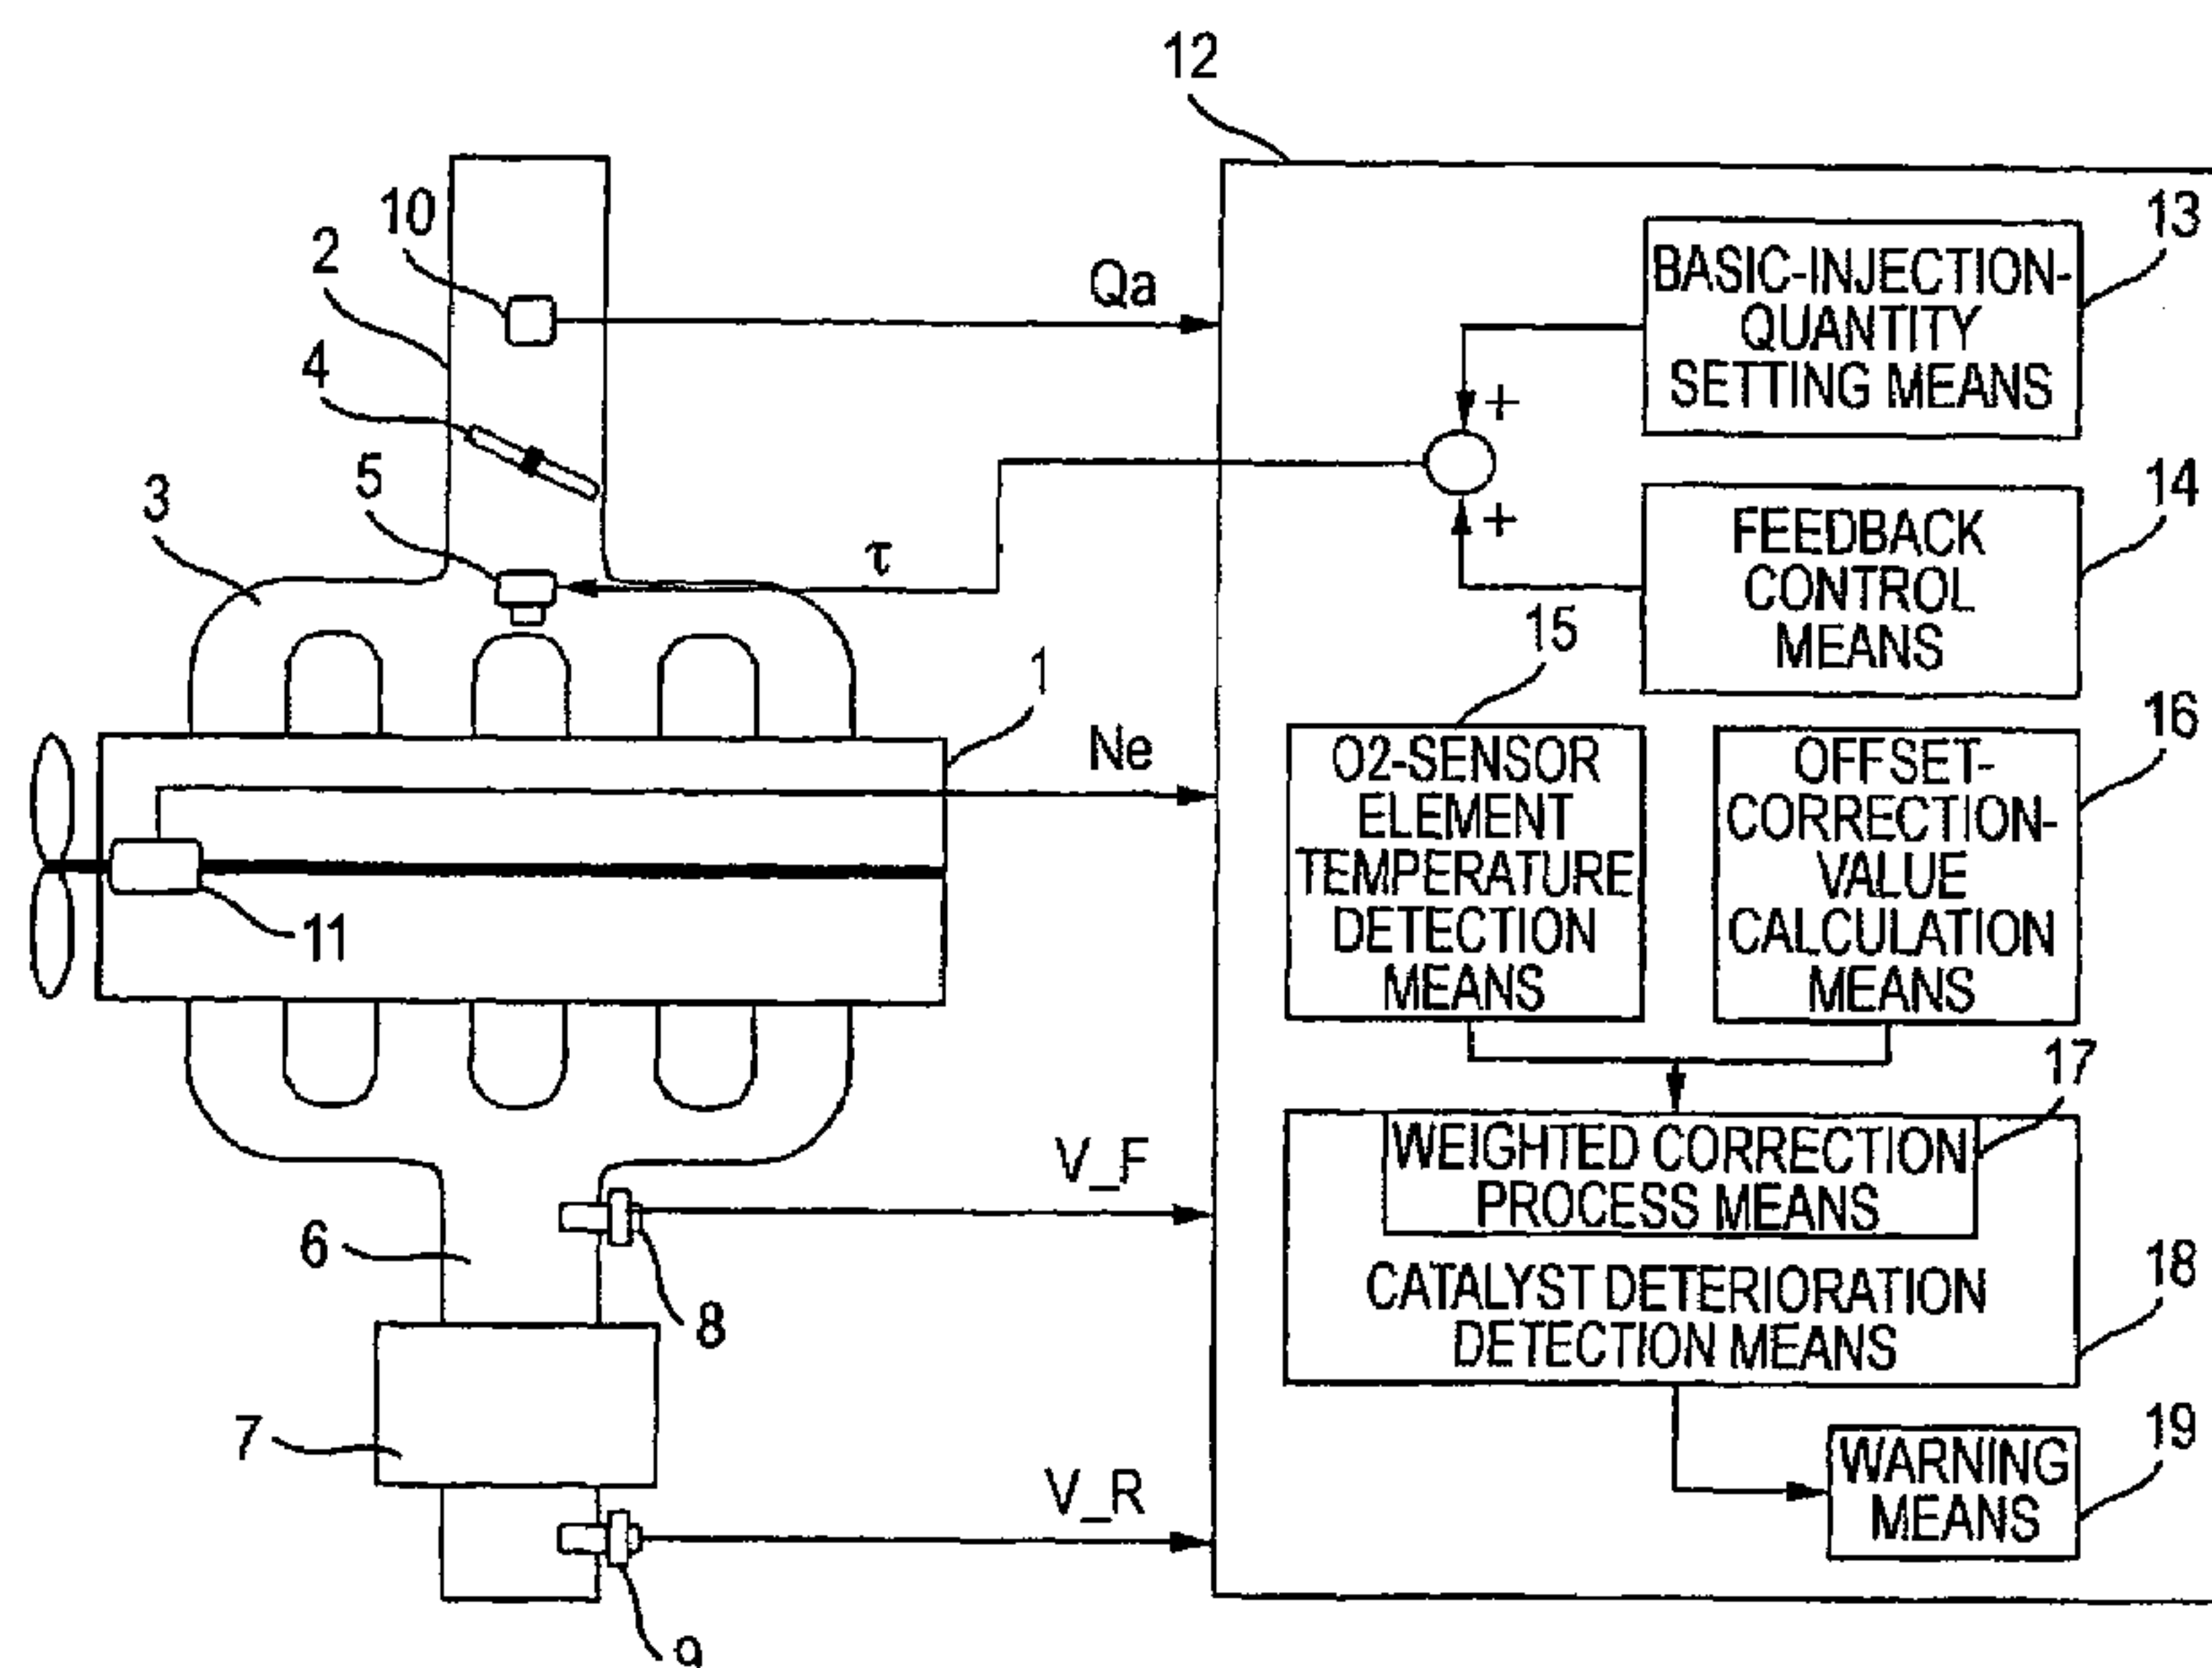 12
10
2
Qa
13
BASIC-INJECTION-
QUANTITY
SETTING MEANS
4
+
5
3
14
FEEDBACK
CONTROL
MEANS
+
τ
15
1
16
Ne
O2-SENSOR
ELEMENT
TEMPERATURE
DETECTION
MEANS
OFFSET-
CORRECTION-
VALUE
CALCULATION
MEANS
11
17
V_F
WEIGHTED CORRECTION
PROCESS MEANS
6
8
18
CATALYST DETERIORATION
DETECTION MEANS
7
V_R
19
WARNING
MEANS
9